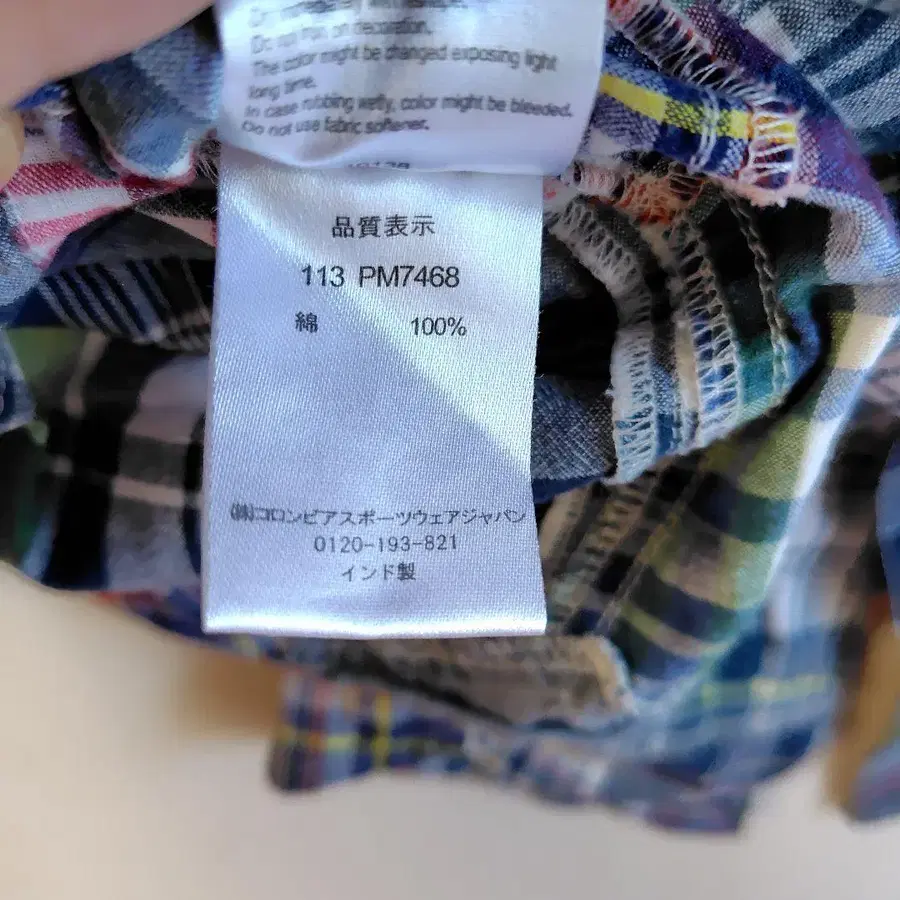 Do not iron on decoration.
The color might be changed exposing light
long time.
In case rubbing wetly, color might be bleeded.
Do not use fabric softener.
品質表示
113 PM7468
綿 100%
(株)コロンビアスポーツウェアジャパン
0120-193-821
インド製